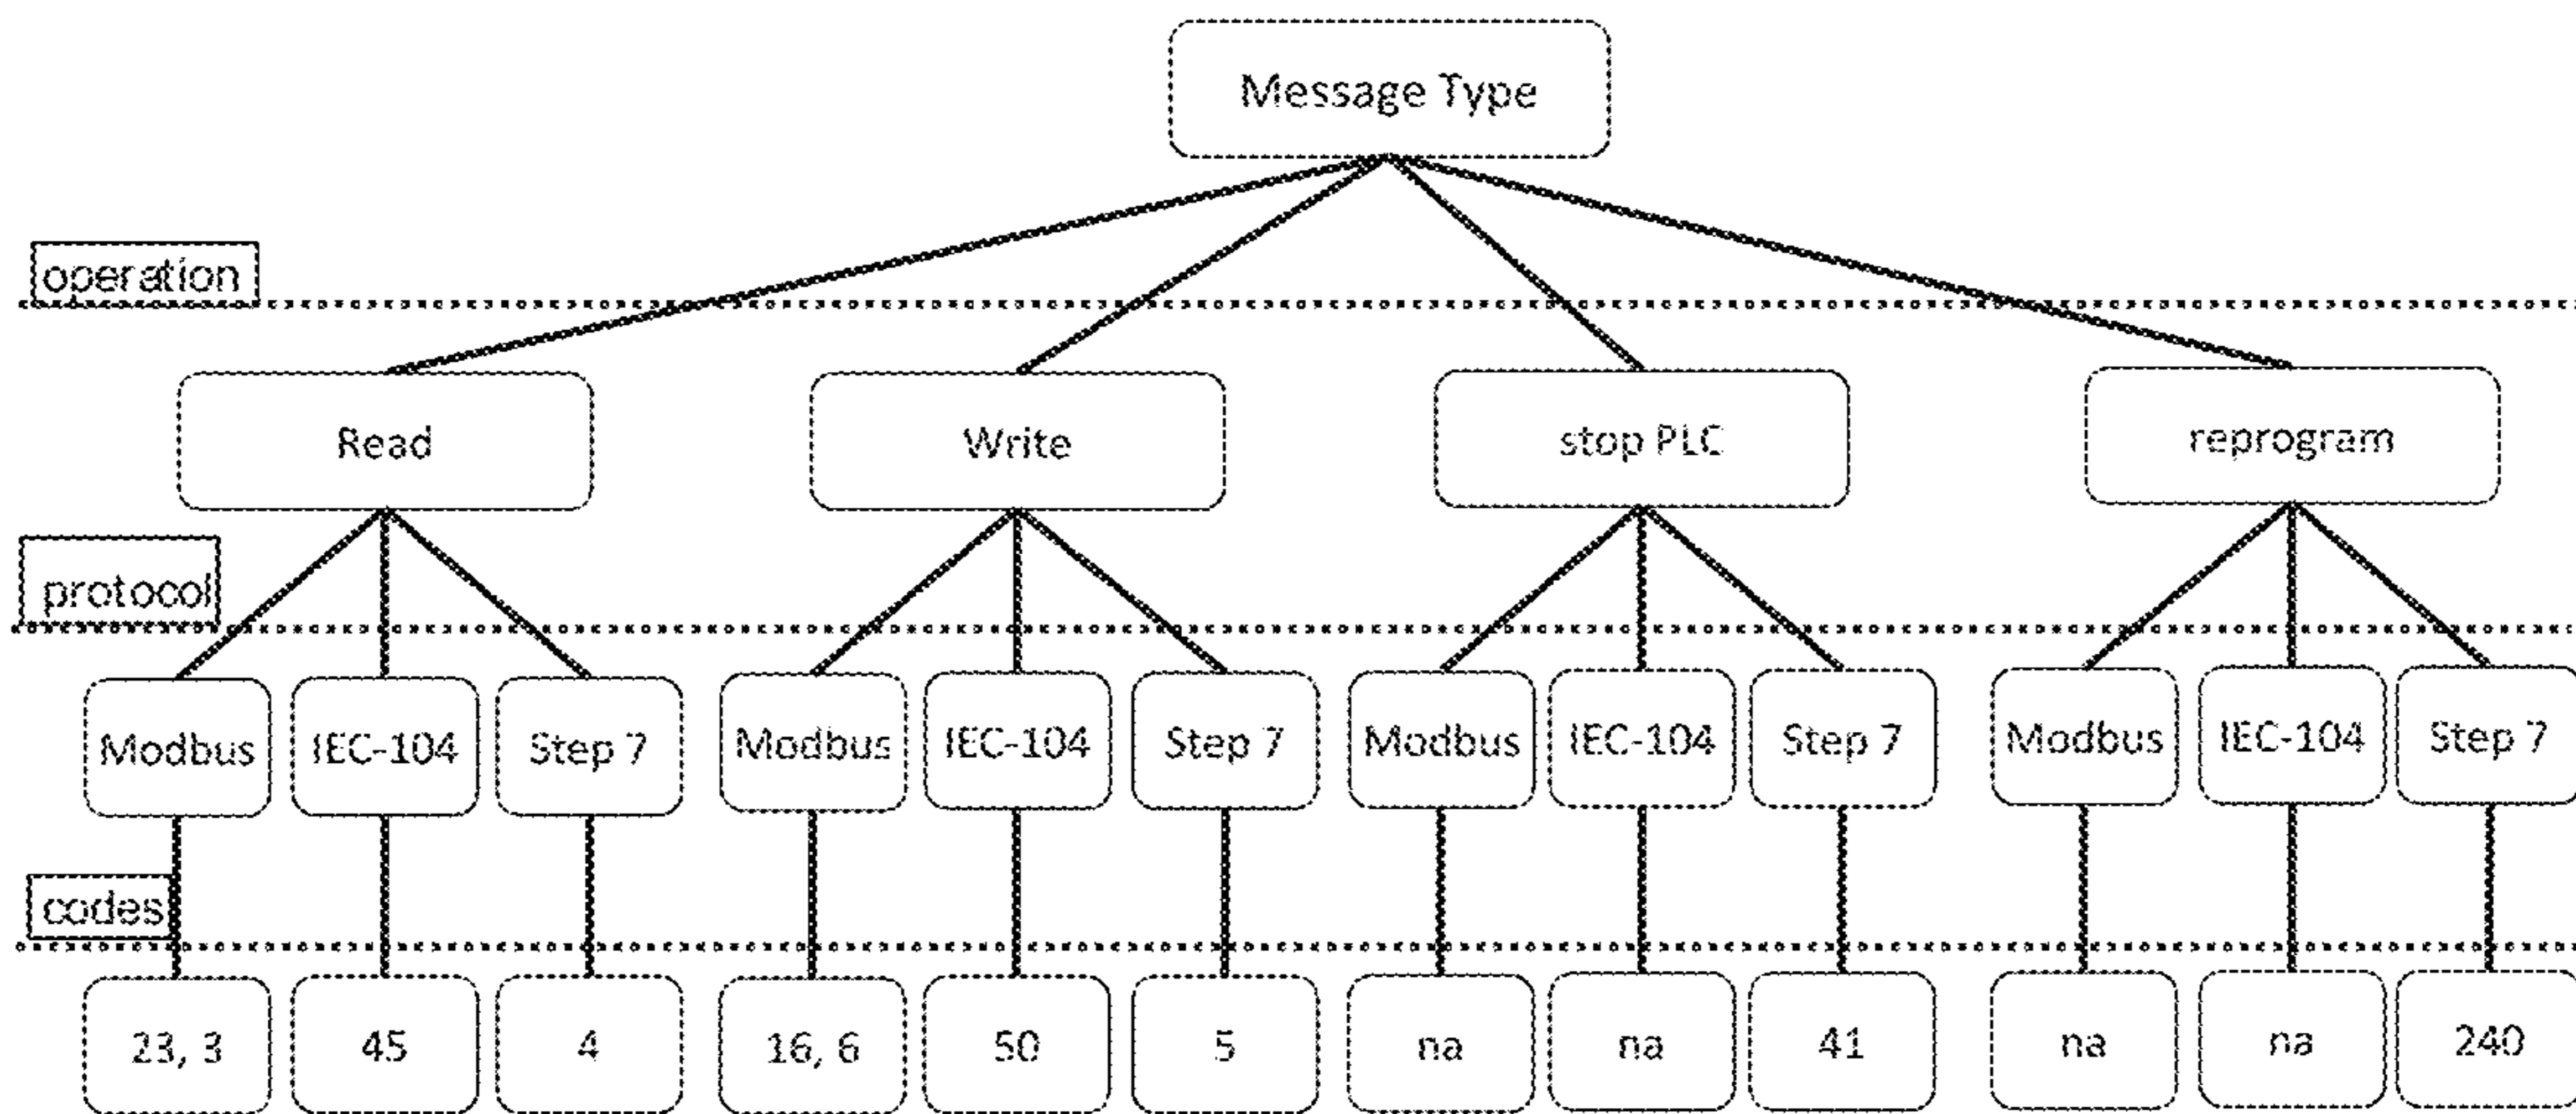 Message Type
operation
Read Write stop PLC reprogram
protocol
Modbus IEC-104 Step 7 Modbus IEC-104 Step 7 Modbus IEC-104 Step 7 Modbus IEC-104 Step 7
codes
23, 3 45 4 16, 6 50 5 na na 41 na na 240